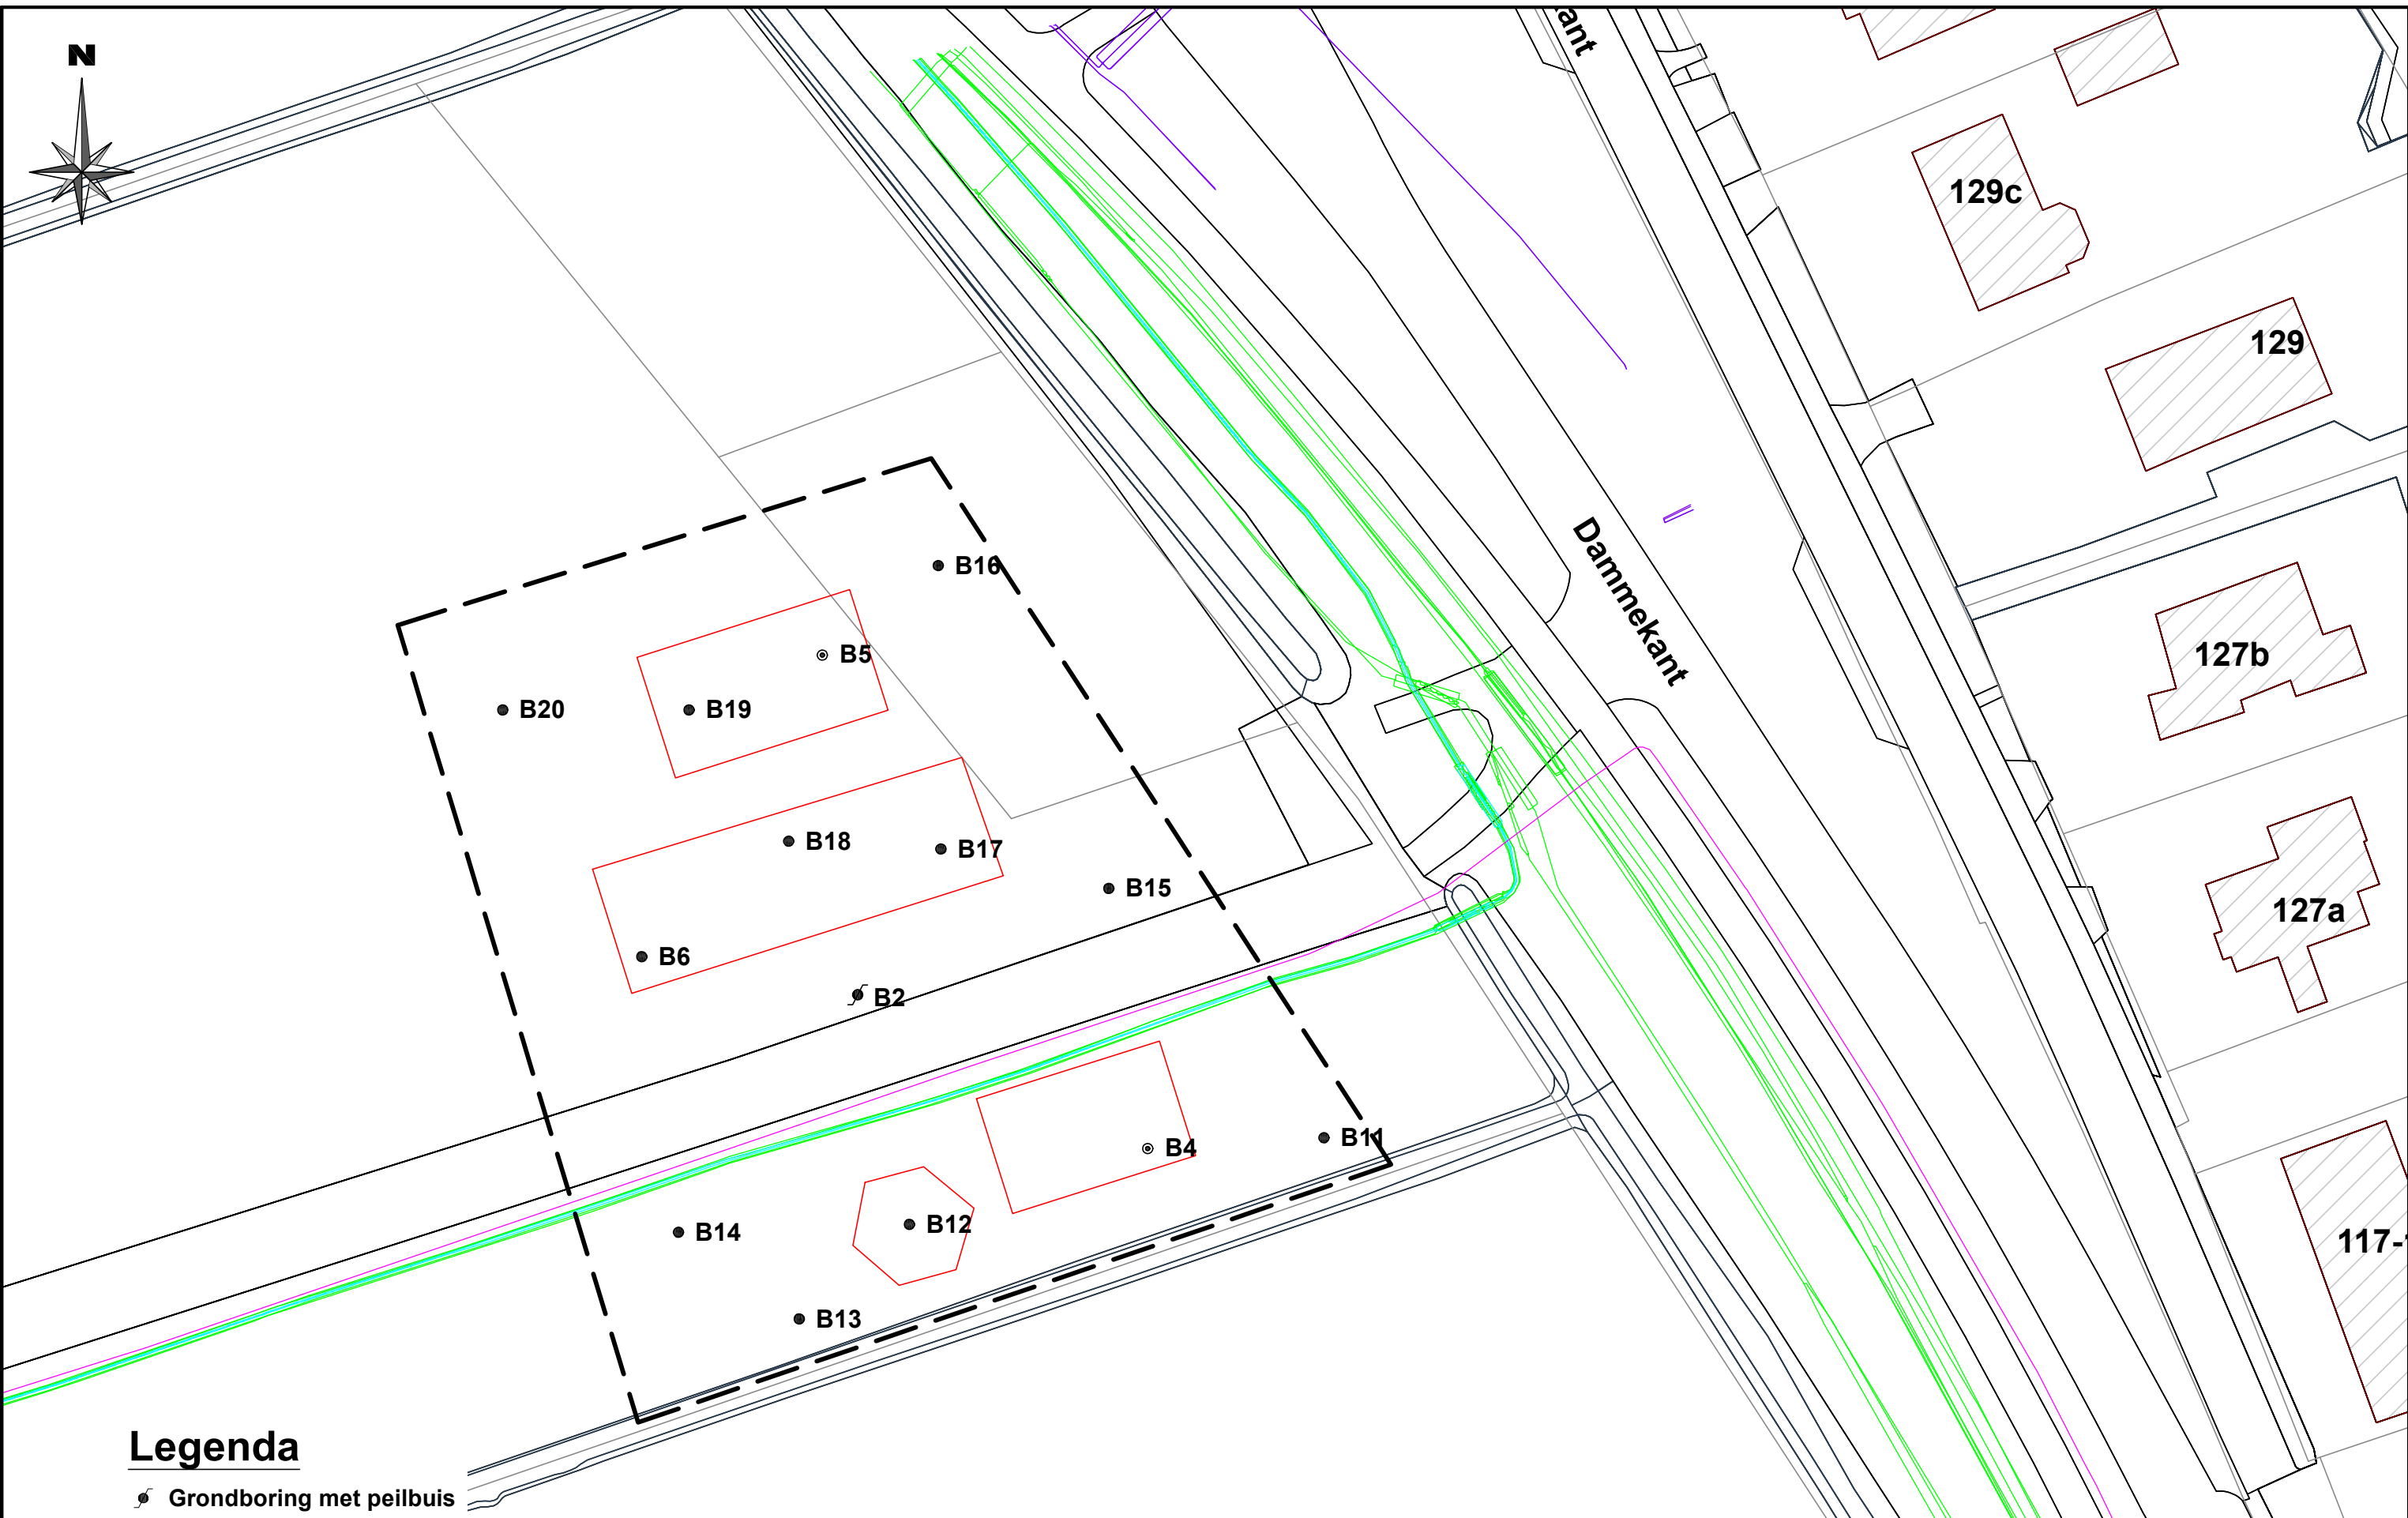 N
kant
129c
129
Dammekant
B16
B5
B20
B19
127b
B18
B17
B15
127a
B6
B2
B4
B11
B12
B14
117-
B13
Legenda
Grondboring met peilbuis